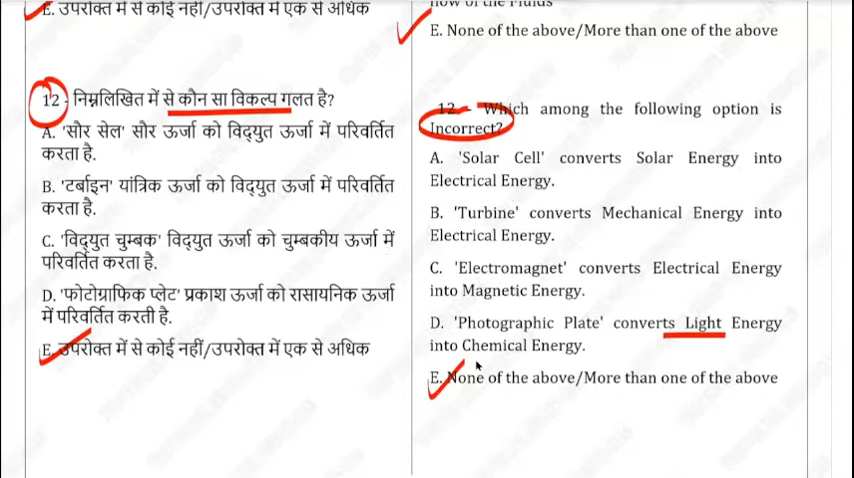 E. उपरोक्त में से कोई नहीं/उपरोक्त में एक से अधिक
12 - निम्नलिखित में से कौन सा विकल्प गलत है?
A. 'सौर सेल' सौर ऊर्जा को विद्युत ऊर्जा में परिवर्तित
करता है.
B. 'टर्बाइन' यांत्रिक ऊर्जा को विद्युत ऊर्जा में परिवर्तित
करता है.
C. 'विद्युत चुम्बक' विद्युत ऊर्जा को चुम्बकीय ऊर्जा में
परिवर्तित करता है.
D. 'फोटोग्राफिक प्लेट' प्रकाश ऊर्जा को रासायनिक ऊर्जा
में परिवर्तित करती है.
E. उपरोक्त में से कोई नहीं/उपरोक्त में एक से अधिक
flow of the Fluids
E. None of the above/More than one of the above
12 - Which among the following option is
Incorrect?
A. 'Solar Cell' converts Solar Energy into
Electrical Energy.
B. 'Turbine' converts Mechanical Energy into
Electrical Energy.
C. 'Electromagnet' converts Electrical Energy
into Magnetic Energy.
D. 'Photographic Plate' converts Light Energy
into Chemical Energy.
E. None of the above/More than one of the above